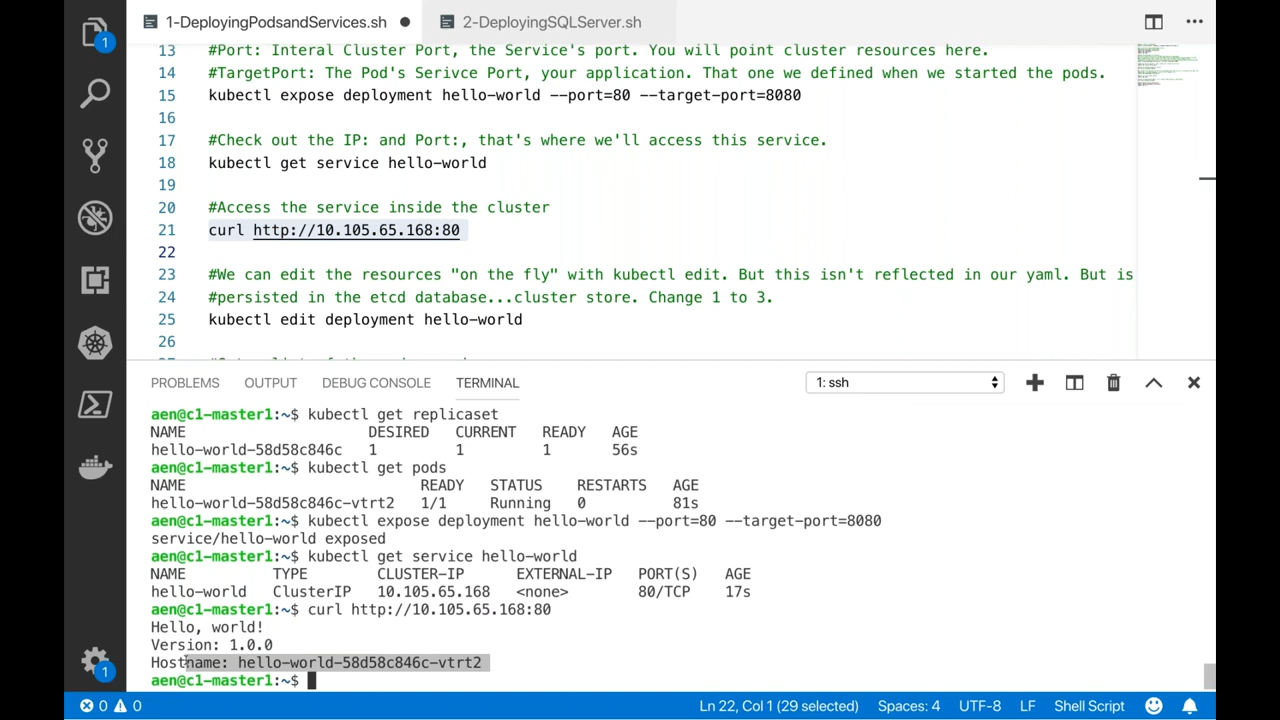 1-DeployingPodsandServices.sh
2-DeployingSQLServer.sh
1
13 #Port: Interal Cluster Port, the Service's port. You will point cluster resources here.
14 #TargetPort: The Pod's Service Port, your application. That one we defined when we started the pods.
15 kubectl expose deployment hello-world --port=80 --target-port=8080
16
17 #Check out the IP: and Port:, that's where we'll access this service.
18 kubectl get service hello-world
19
20 #Access the service inside the cluster
21 curl http://10.105.65.168:80
22
23 #We can edit the resources "on the fly" with kubectl edit. But this isn't reflected in our yaml. But is
24 #persisted in the etcd database...cluster store. Change 1 to 3.
25 kubectl edit deployment hello-world
26
PROBLEMS OUTPUT DEBUG CONSOLE TERMINAL 1: ssh
aen@c1-master1:~$ kubectl get replicaset
NAME DESIRED CURRENT READY AGE
hello-world-58d58c846c 1 1 1 56s
aen@c1-master1:~$ kubectl get pods
NAME READY STATUS RESTARTS AGE
hello-world-58d58c846c-vtrt2 1/1 Running 0 81s
aen@c1-master1:~$ kubectl expose deployment hello-world --port=80 --target-port=8080
service/hello-world exposed
aen@c1-master1:~$ kubectl get service hello-world
NAME TYPE CLUSTER-IP EXTERNAL-IP PORT(S) AGE
hello-world ClusterIP 10.105.65.168 <none> 80/TCP 17s
aen@c1-master1:~$ curl http://10.105.65.168:80
Hello, world!
Version: 1.0.0
Hostname: hello-world-58d58c846c-vtrt2
aen@c1-master1:~$
1
0 0 Ln 22, Col 1 (29 selected) Spaces: 4 UTF-8 LF Shell Script